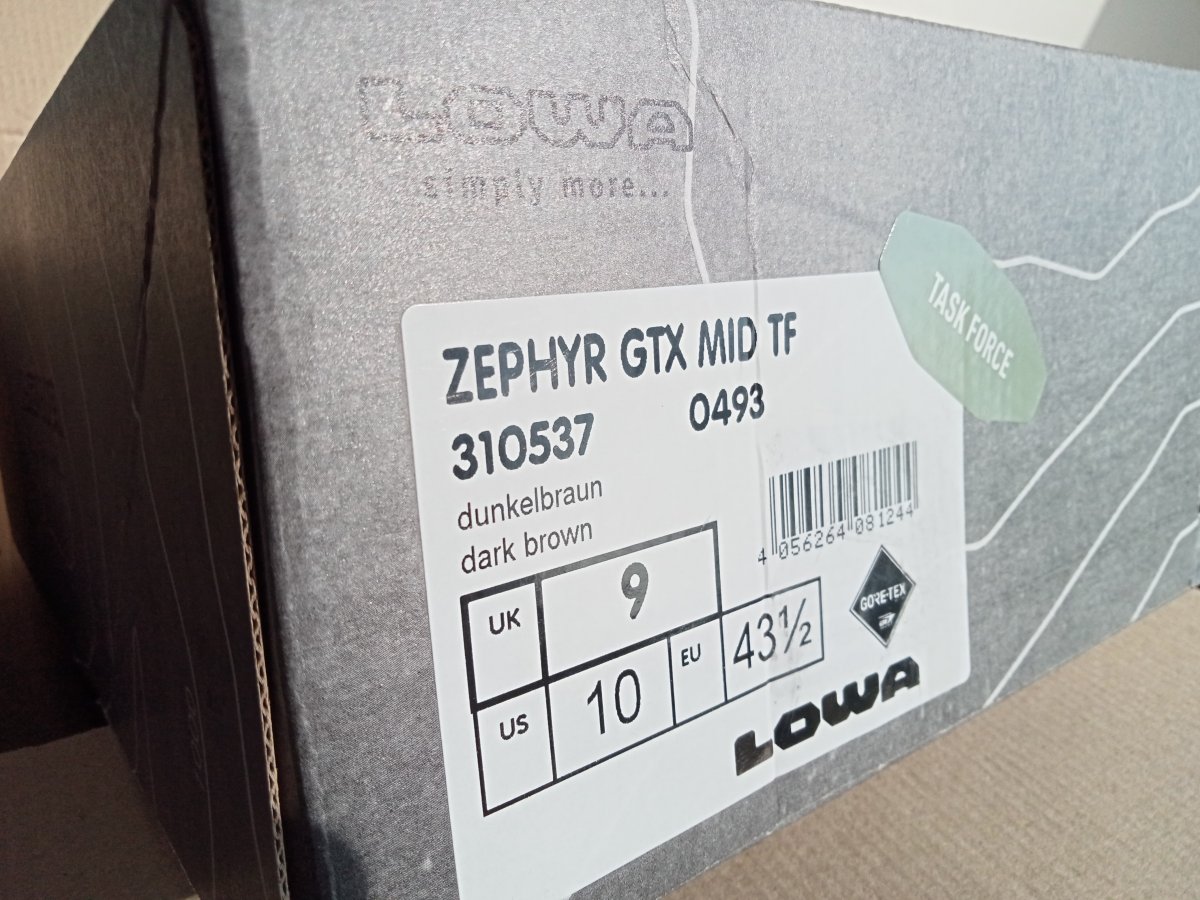 LOWA
simply more...
TASK FORCE
ZEPHYR GTX MID TF
310537 0493
dunkelbraun
dark brown
4 056264 081244
UK 9
US 10 EU 43½
GORE-TEX
LOWA